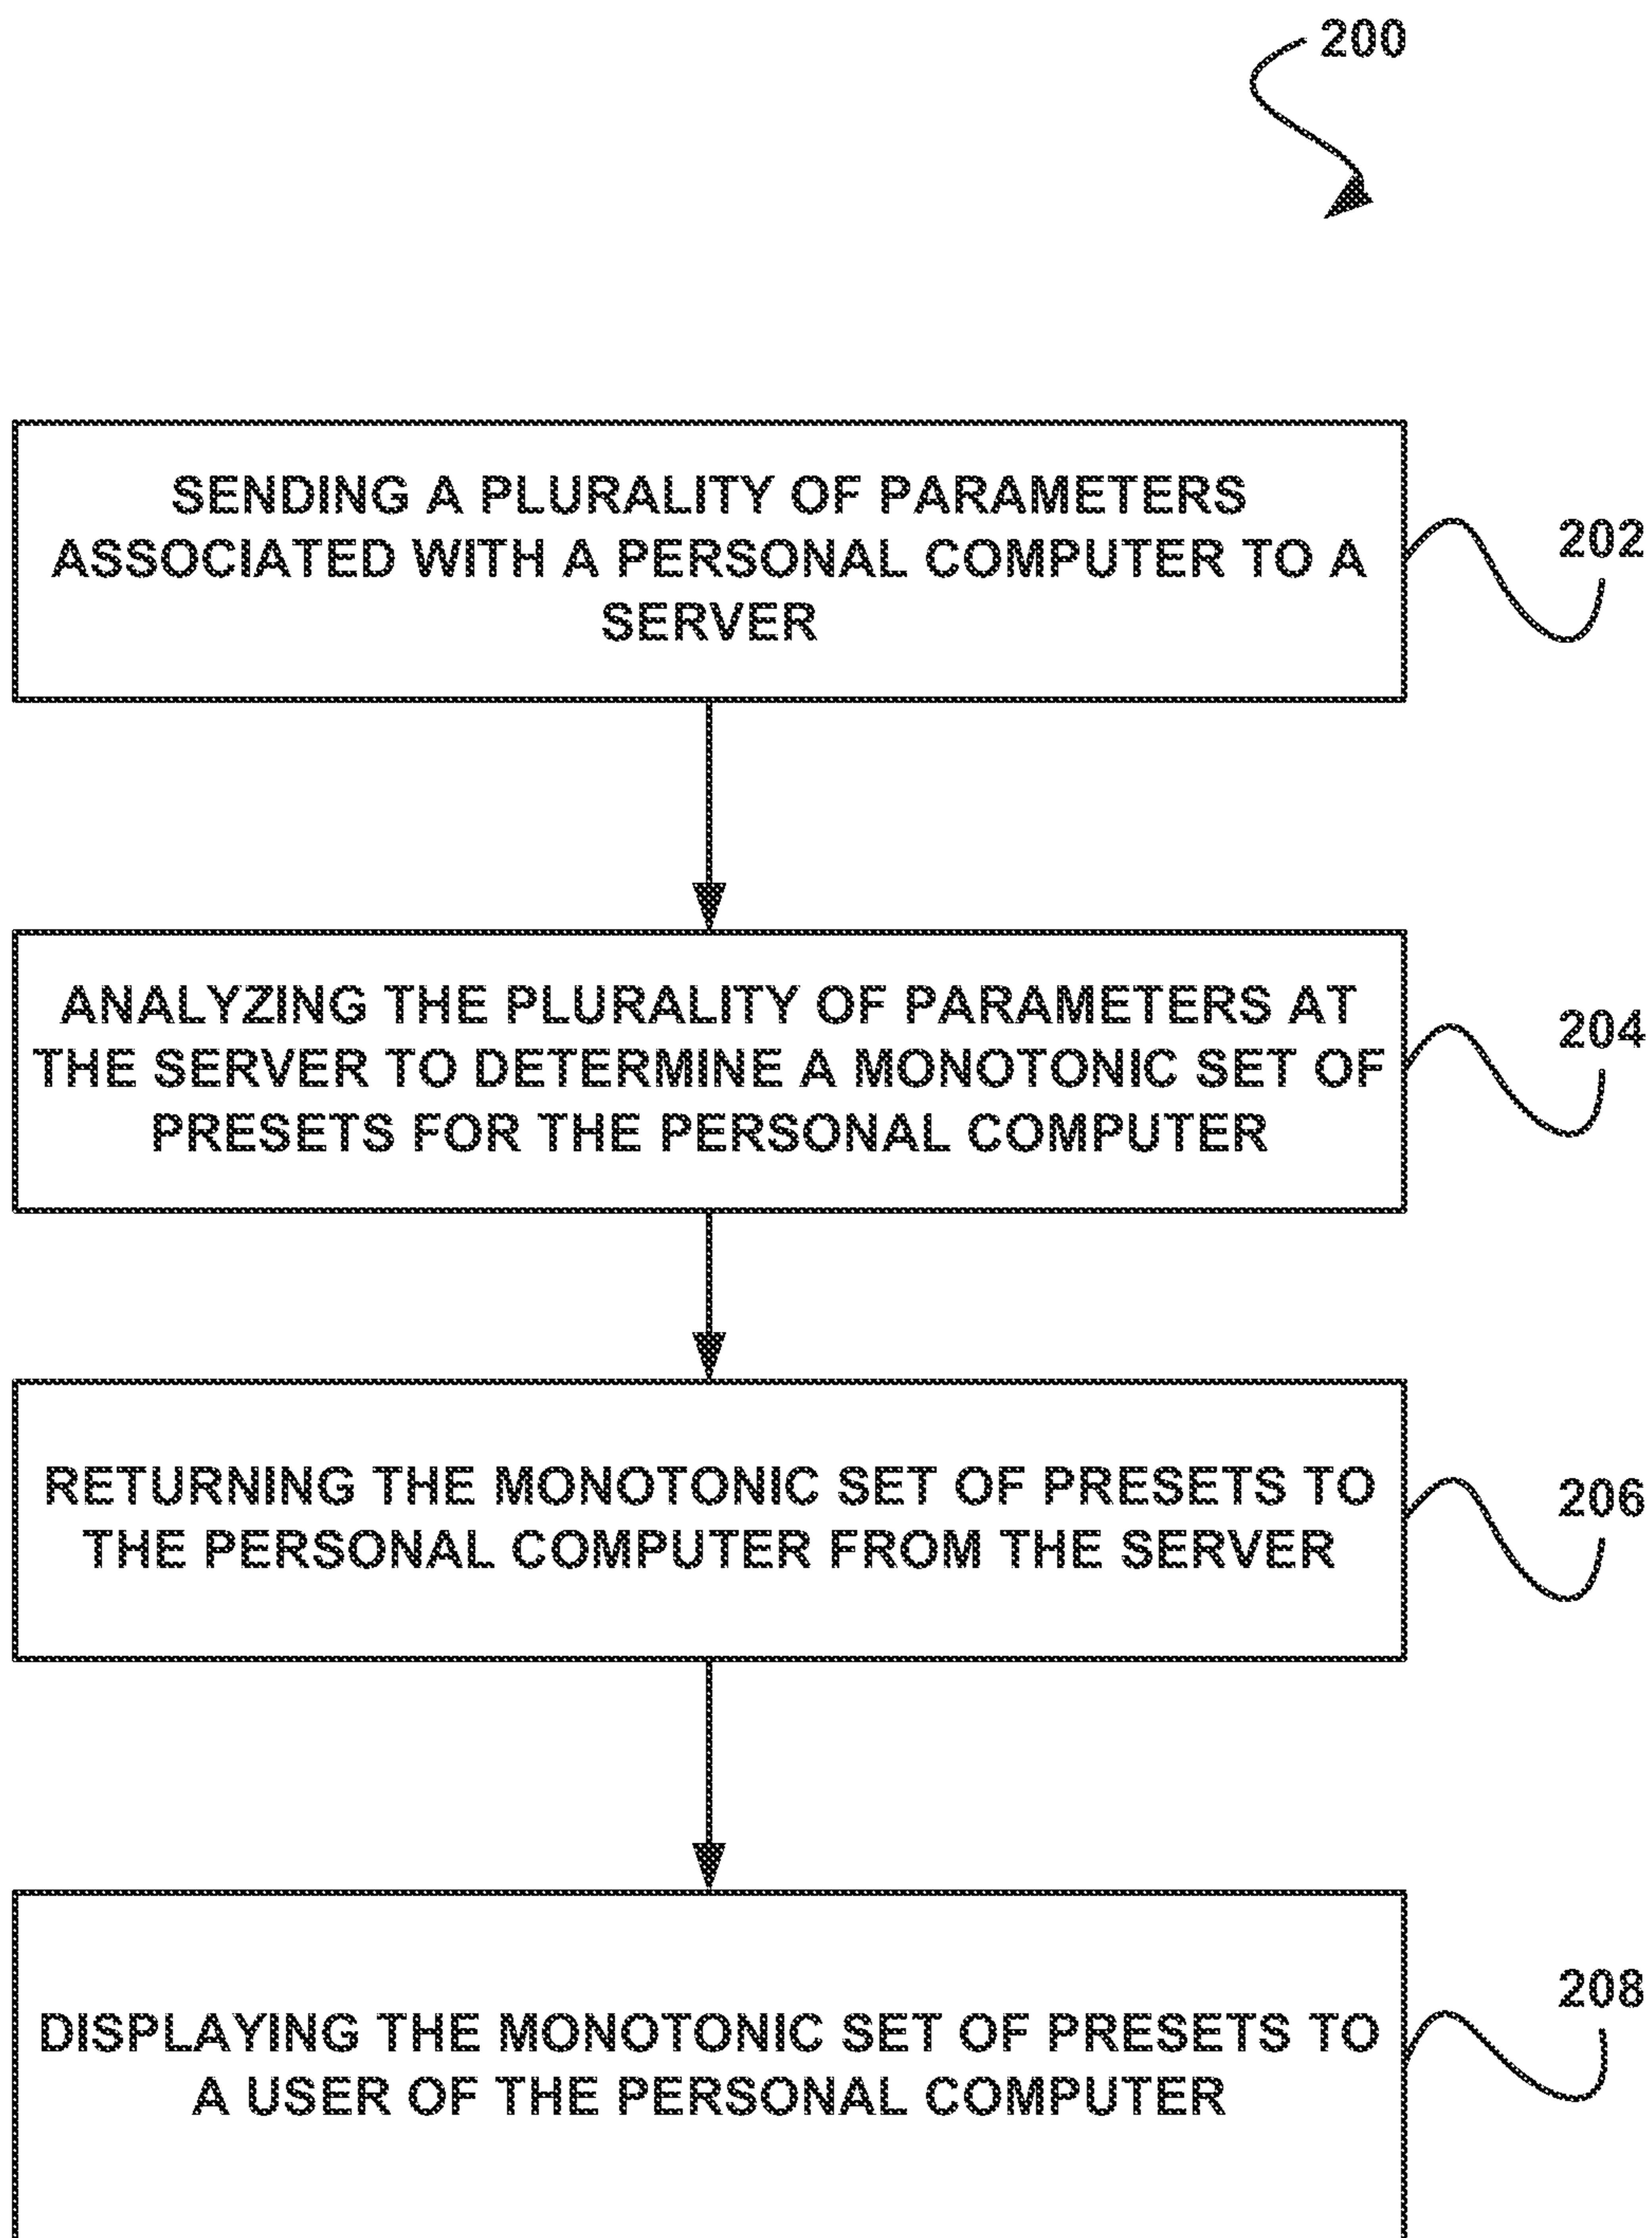 200
SENDING A PLURALITY OF PARAMETERS
ASSOCIATED WITH A PERSONAL COMPUTER TO A
SERVER
202
ANALYZING THE PLURALITY OF PARAMETERS AT
THE SERVER TO DETERMINE A MONOTONIC SET OF
PRESETS FOR THE PERSONAL COMPUTER
204
RETURNING THE MONOTONIC SET OF PRESETS TO
THE PERSONAL COMPUTER FROM THE SERVER
206
DISPLAYING THE MONOTONIC SET OF PRESETS TO
A USER OF THE PERSONAL COMPUTER
208